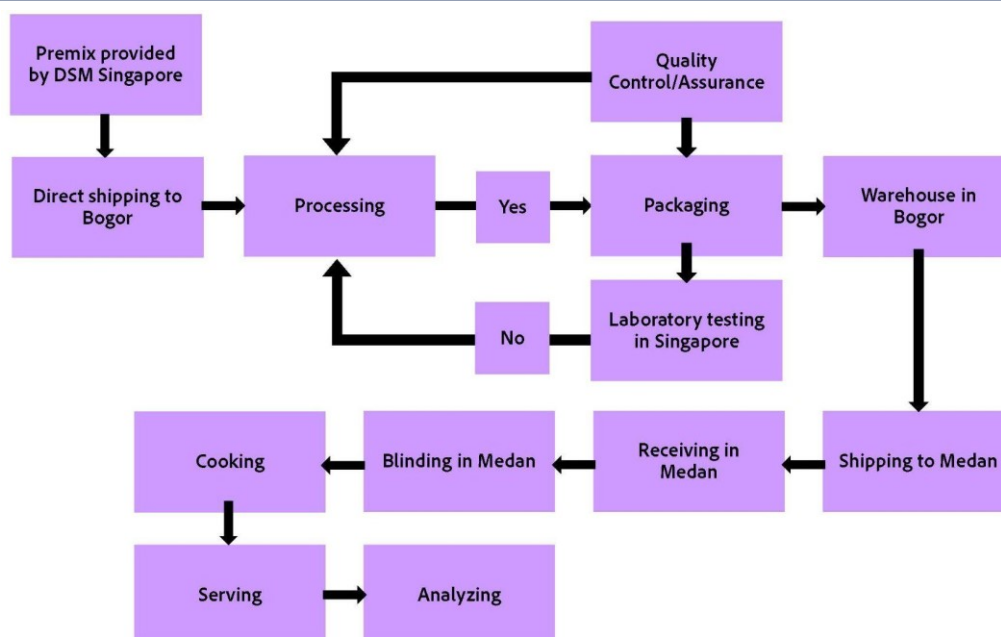 Premix provided
by DSM Singapore
Quality
Control/Assurance
Direct shipping to
Bogor
Processing
Yes
Packaging
Warehouse in
Bogor
No
Laboratory testing
in Singapore
Cooking
Blinding in Medan
Receiving in
Medan
Shipping to Medan
Serving
Analyzing